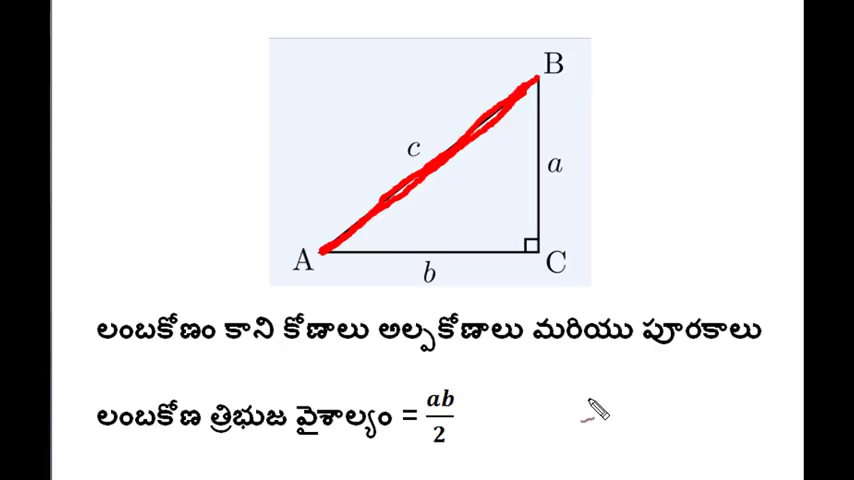 B
c
a
A
C
b
లంబకోణం కాని కోణాలు అల్పకోణాలు మరియు పూరకాలు
లంబకోణ త్రిభుజ వైశాల్యం = ab/2